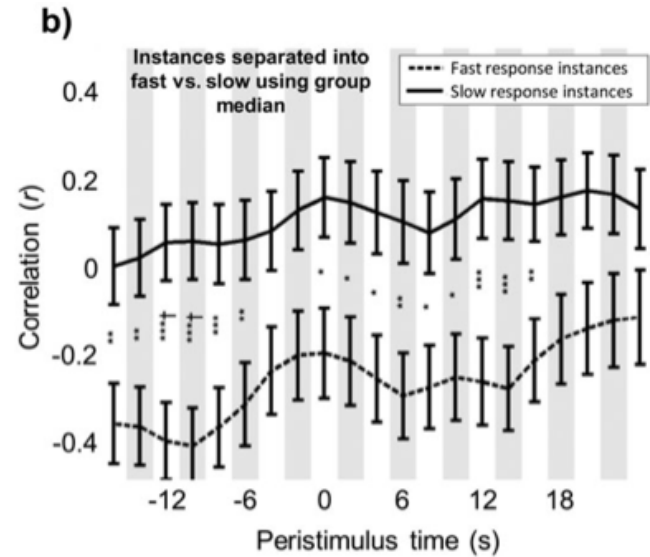 b)
Instances separated into
fast vs. slow using group
median
Fast response instances
Slow response instances
0.4
0.2
0
-0.2
-0.4
Correlation (r)
-12 -6 0 6 12 18
Peristimulus time (s)